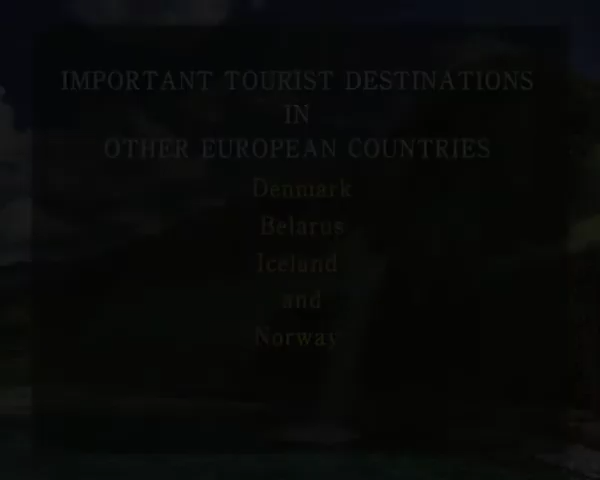 IMPORTANT TOURIST DESTINATIONS
IN
OTHER EUROPEAN COUNTRIES
Denmark
Belarus
Iceland
and
Norway